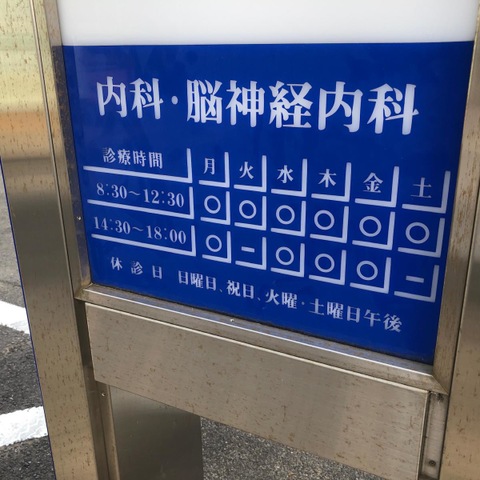 内科・脳神経内科
診療時間 月 火 水 木 金 土
8:30～12:30 ○ ○ ○ ○ ○ ○
14:30～18:00 ○ － ○ ○ ○ －
休診日 日曜日、祝日、火曜・土曜日午後